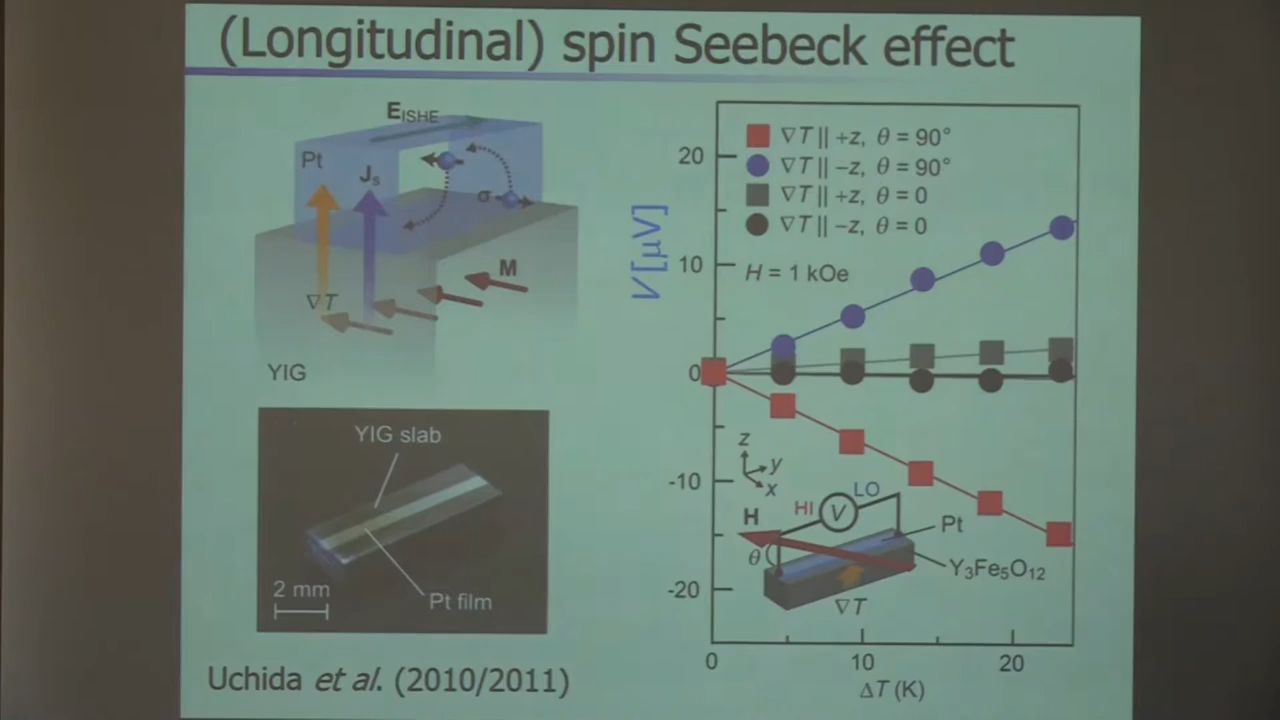 (Longitudinal) spin Seebeck effect
E_ISHE
Pt
J_s
σ
M
∇T
YIG
YIG slab
2 mm
Pt film
Uchida et al. (2010/2011)
∇T || +z, θ = 90°
∇T || −z, θ = 90°
∇T || +z, θ = 0
∇T || −z, θ = 0
H = 1 kOe
V [μV]
20
10
0
-10
-20
z
y
x
HI
V
LO
H
θ
Pt
Y₃Fe₅O₁₂
∇T
0
10
20
ΔT (K)